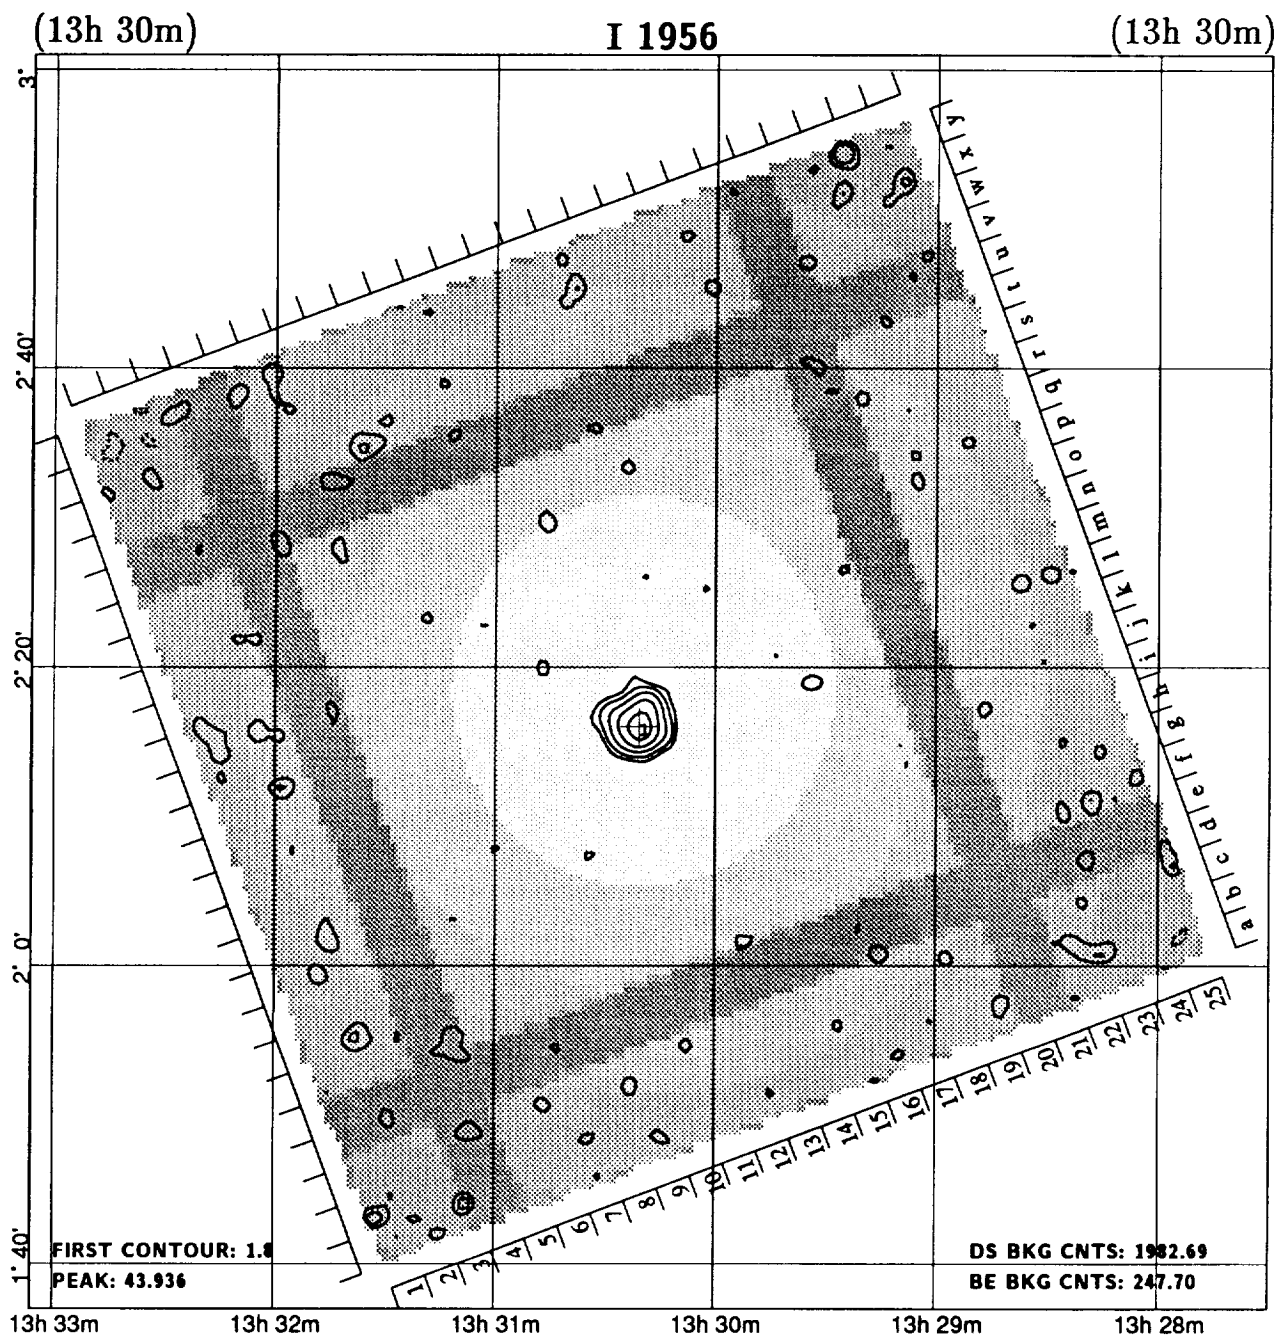 (13h 30m) I 1956 (13h 30m)
3°
2° 40'
2° 20'
2° 0'
1° 40'
y
x
w
v
u
t
s
r
q
p
o
n
m
l
k
j
i
h
g
f
e
d
c
b
a
1 2 3 4 5 6 7 8 9 10 11 12 13 14 15 16 17 18 19 20 21 22 23 24 25
FIRST CONTOUR: 1.8
PEAK: 43.936
DS BKG CNTS: 1982.69
BE BKG CNTS: 247.70
13h 33m 13h 32m 13h 31m 13h 30m 13h 29m 13h 28m